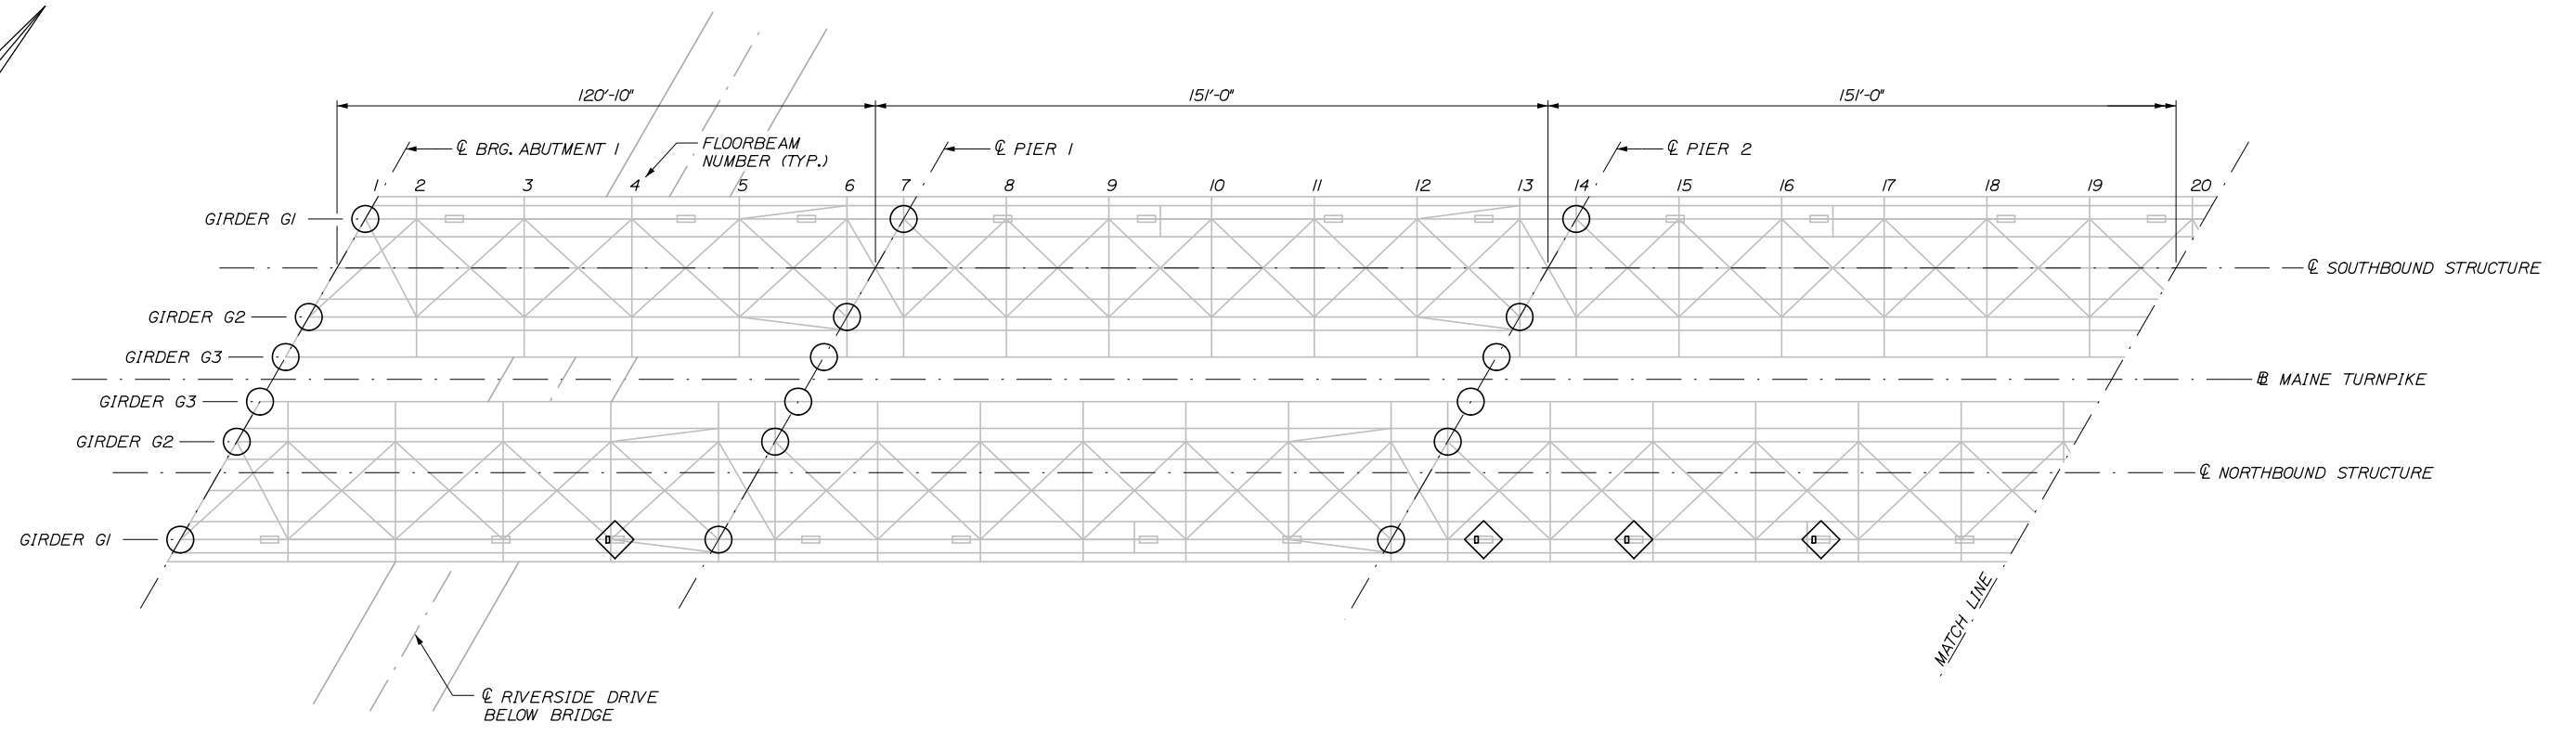 120'-10"
151'-0"
151'-0"
℄ BRG. ABUTMENT 1
FLOORBEAM
NUMBER (TYP.)
℄ PIER 1
℄ PIER 2
1 2 3 4 5 6 7 8 9 10 11 12 13 14 15 16 17 18 19 20
GIRDER G1
℄ SOUTHBOUND STRUCTURE
GIRDER G2
GIRDER G3
BL MAINE TURNPIKE
GIRDER G3
GIRDER G2
℄ NORTHBOUND STRUCTURE
GIRDER G1
MATCH LINE
℄ RIVERSIDE DRIVE
BELOW BRIDGE